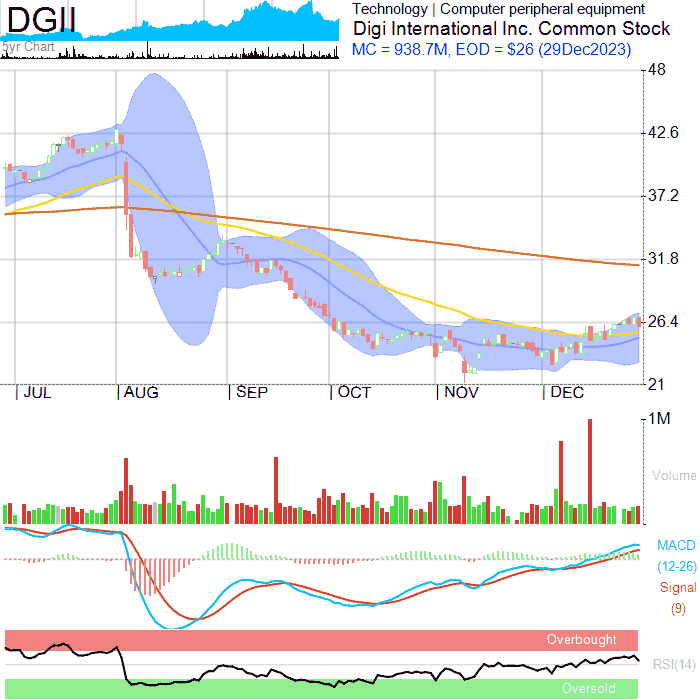 DGII
5yr Chart
Technology | Computer peripheral equipment
Digi International Inc. Common Stock
MC = 938.7M, EOD = $26 (29Dec2023)
48
42.6
37.2
31.8
26.4
21
JUL AUG SEP OCT NOV DEC
1M
Volume
MACD
(12-26)
Signal
(9)
Overbought
RSI(14)
Oversold